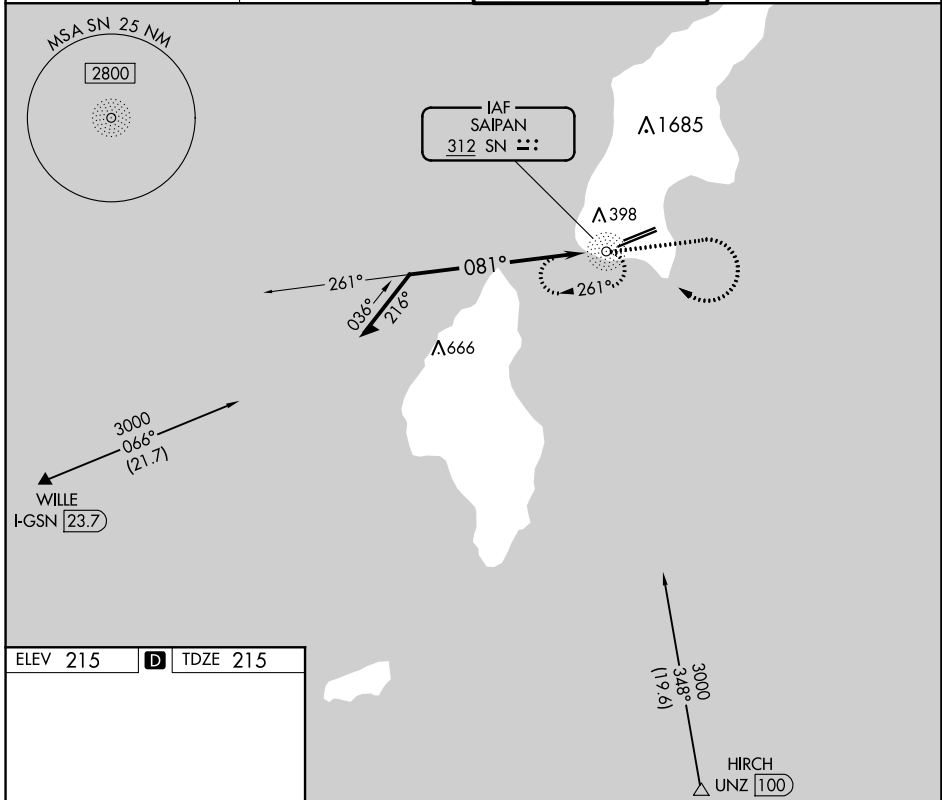 MSA SN 25 NM
2800
IAF
SAIPAN
312 SN
1685
398
081°
261°
261°
036°
216°
666
3000
066°
(21.7)
WILLE
I-GSN 23.7
3000
348°
(19.6)
HIRCH
UNZ 100
ELEV 215 D TDZE 215